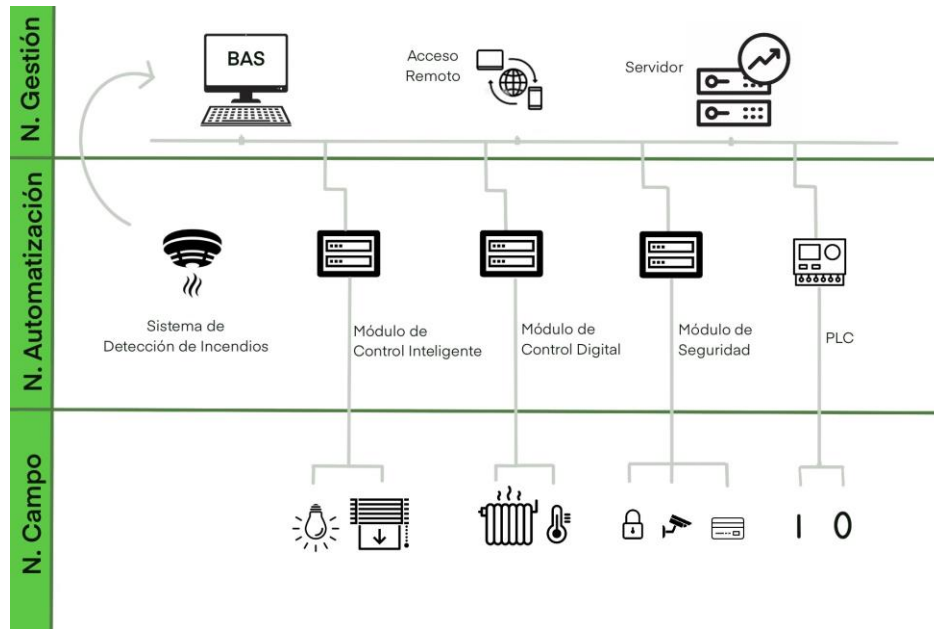 N. Gestión
BAS
Acceso
Remoto
Servidor
N. Automatización
Sistema de
Detección de Incendios
Módulo de
Control Inteligente
Módulo de
Control Digital
Módulo de
Seguridad
PLC
N. Campo
I O